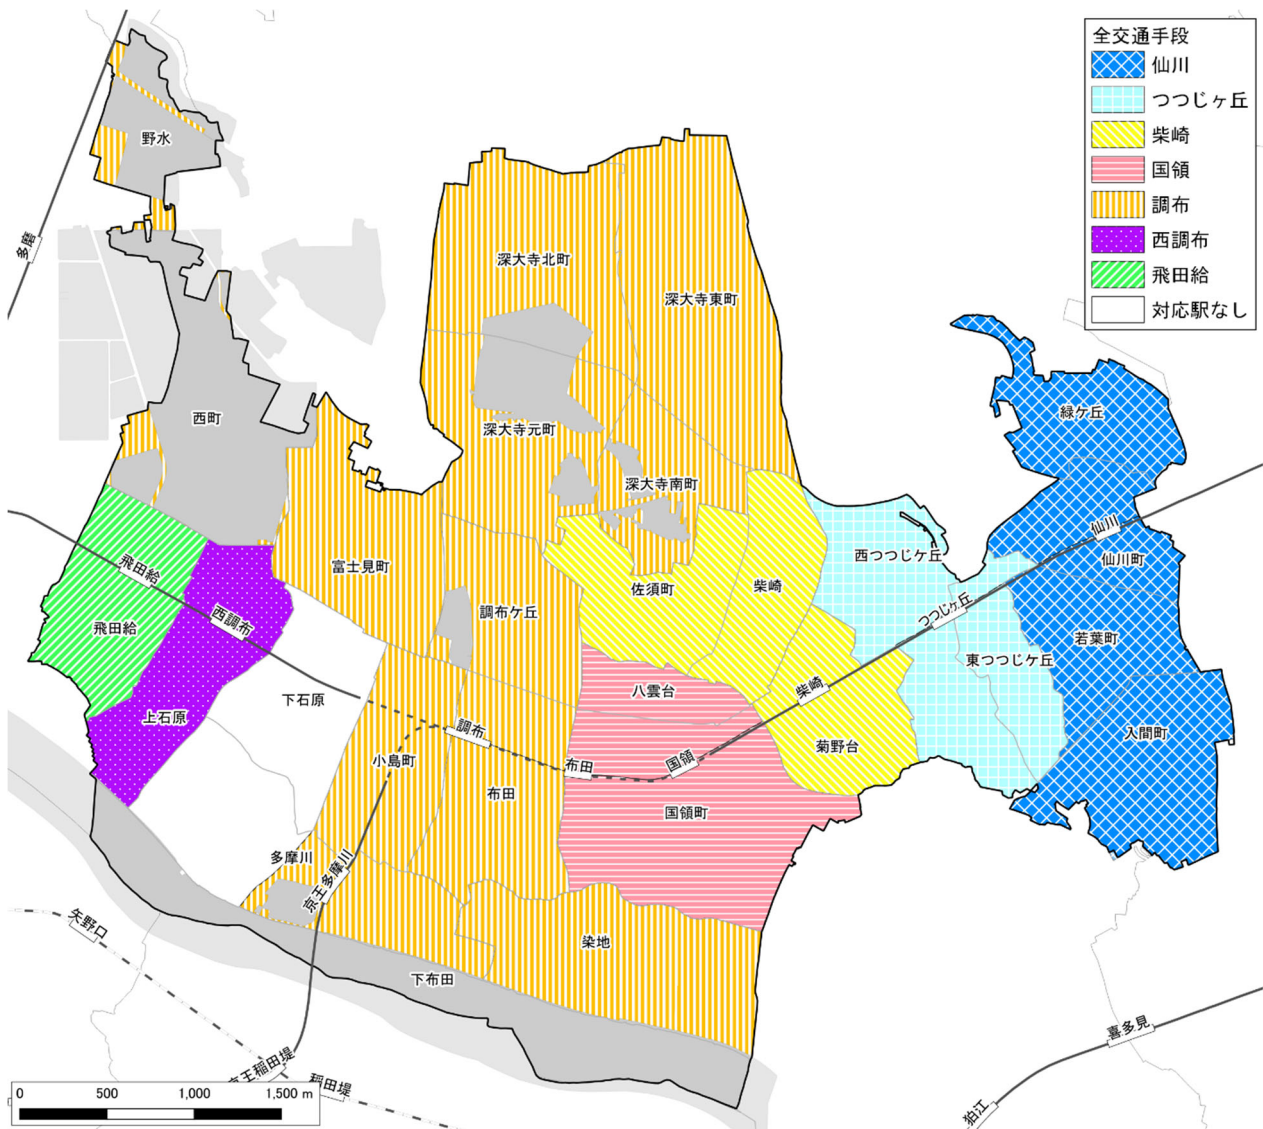 全交通手段
仙川
つつじヶ丘
柴崎
国領
調布
西調布
飛田給
対応駅なし
野水
多磨
深大寺北町
深大寺東町
西町
緑ケ丘
深大寺元町
深大寺南町
仙川
仙川町
西つつじケ丘
飛田給
富士見町
佐須町
柴崎
つつじヶ丘
調布ケ丘
西調布
飛田給
若葉町
東つつじケ丘
八雲台
柴崎
下石原
上石原
調布
入間町
菊野台
小島町
布田
国領
布田
国領町
多摩川
京王多摩川
矢野口
染地
下布田
喜多見
京王稲田堤
稲田堤
狛江
0 500 1,000 1,500 m